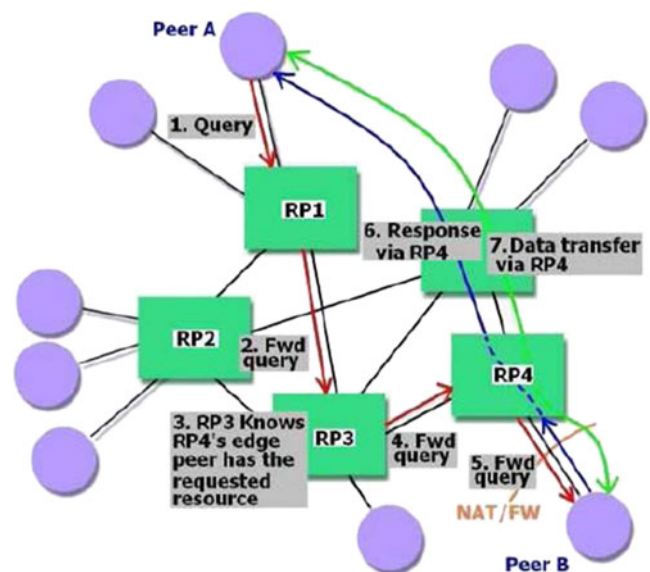 Peer A
1. Query
RP1
6. Response
via RP4
7. Data transfer
via RP4
RP2
2. Fwd
query
RP4
3. RP3 Knows
RP4's edge
peer has the
requested
resource
RP3
4. Fwd
query
5. Fwd
query
NAT/FW
Peer B